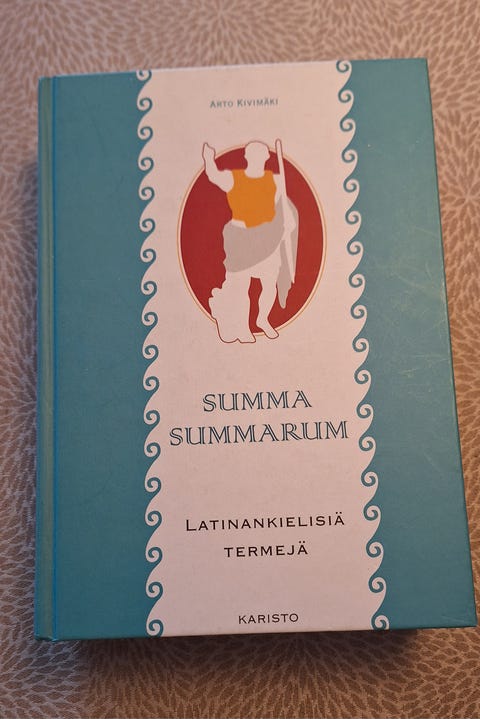 Arto Kivimäki
SUMMA
SUMMARUM
Latinankielisiä
termejä
KARISTO